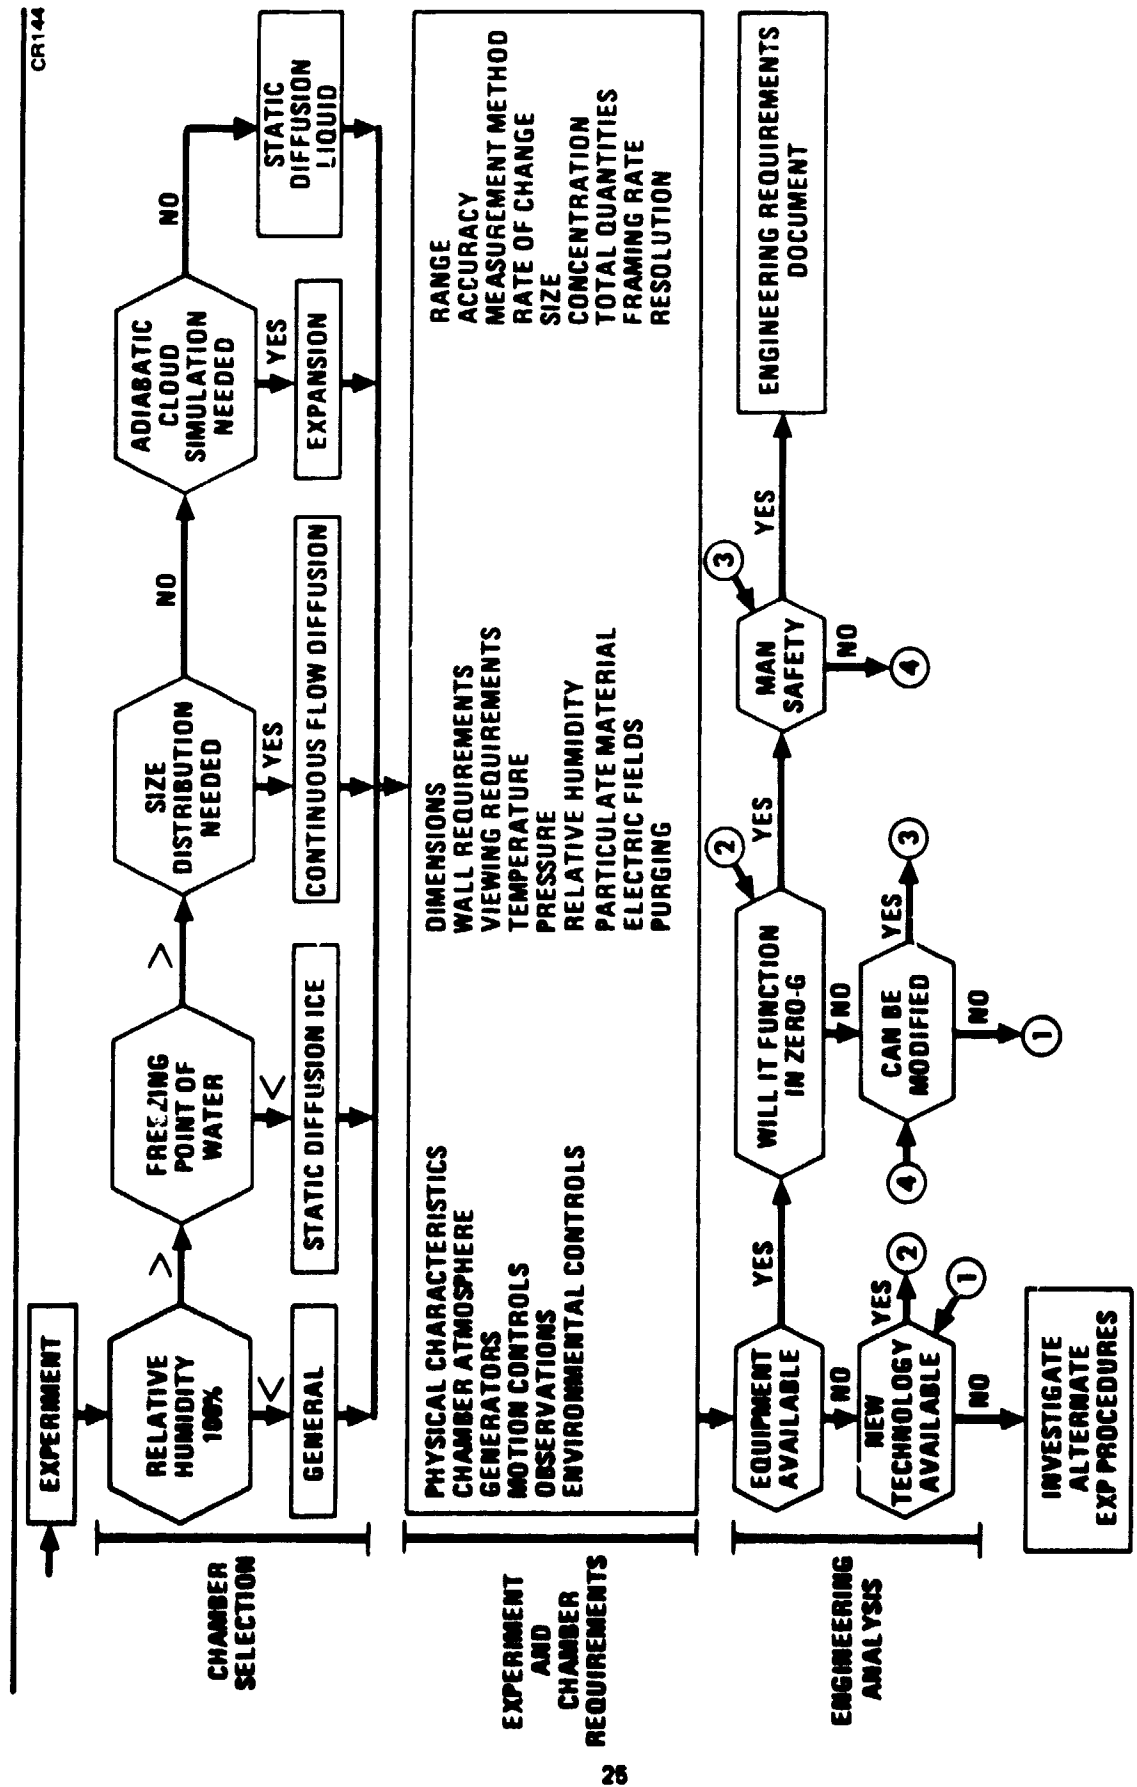 CR144
EXPERIMENT
CHAMBER
SELECTION
RELATIVE
HUMIDITY
100%
>
<
GENERAL
FREEZING
POINT OF
WATER
>
<
STATIC DIFFUSION ICE
SIZE
DISTRIBUTION
NEEDED
NO
YES
CONTINUOUS FLOW DIFFUSION
ADIABATIC
CLOUD
SIMULATION
NEEDED
NO
YES
EXPANSION
STATIC
DIFFUSION
LIQUID
EXPERIMENT
AND
CHAMBER
REQUIREMENTS
PHYSICAL CHARACTERISTICS
CHAMBER ATMOSPHERE
GENERATORS
MOTION CONTROLS
OBSERVATIONS
ENVIRONMENTAL CONTROLS
DIMENSIONS
WALL REQUIREMENTS
VIEWING REQUIREMENTS
TEMPERATURE
PRESSURE
RELATIVE HUMIDITY
PARTICULATE MATERIAL
ELECTRIC FIELDS
PURGING
RANGE
ACCURACY
MEASUREMENT METHOD
RATE OF CHANGE
SIZE
CONCENTRATION
TOTAL QUANTITIES
FRAMING RATE
RESOLUTION
ENGINEERING
ANALYSIS
EQUIPMENT
AVAILABLE
YES
NO
NEW
TECHNOLOGY
AVAILABLE
YES
2
1
NO
INVESTIGATE
ALTERNATE
EXP PROCEDURES
WILL IT FUNCTION
IN ZERO-G
2
YES
NO
4
CAN BE
MODIFIED
YES
3
NO
1
MAN
SAFETY
3
YES
NO
4
ENGINEERING REQUIREMENTS
DOCUMENT
25